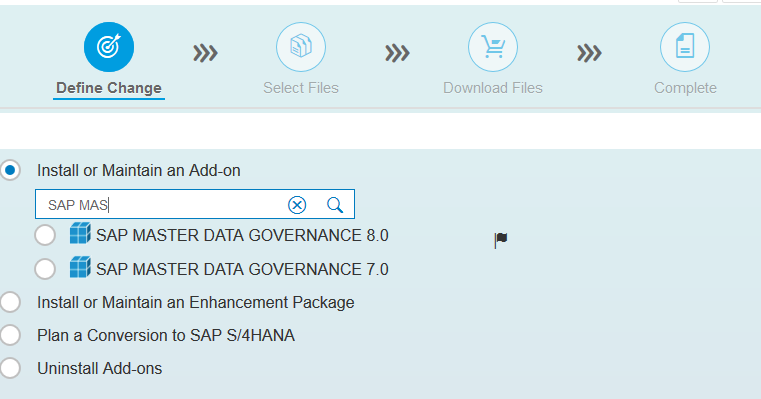 Define Change
Select Files
Download Files
Complete
Install or Maintain an Add-on
SAP MAS
SAP MASTER DATA GOVERNANCE 8.0
SAP MASTER DATA GOVERNANCE 7.0
Install or Maintain an Enhancement Package
Plan a Conversion to SAP S/4HANA
Uninstall Add-ons